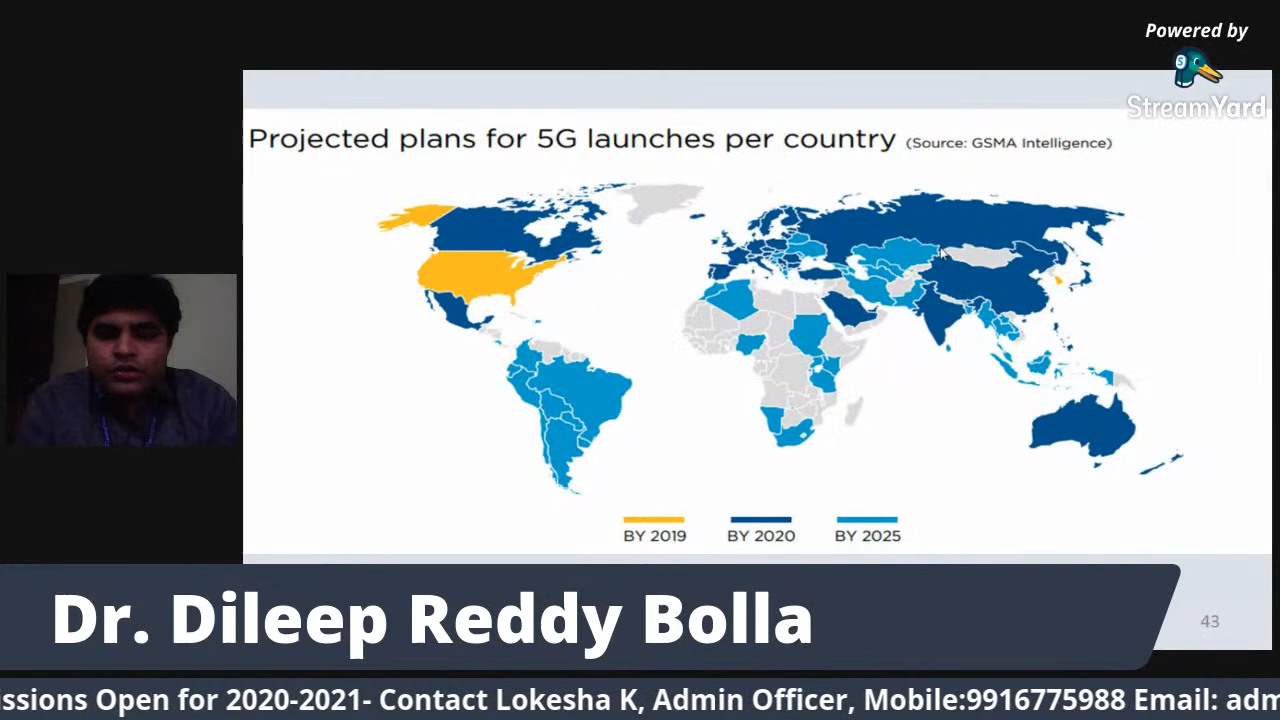 Powered by
StreamYard
Projected plans for 5G launches per country (Source: GSMA Intelligence)
BY 2019 BY 2020 BY 2025
Dr. Dileep Reddy Bolla
43
issions Open for 2020-2021- Contact Lokesha K, Admin Officer, Mobile:9916775988 Email: adm